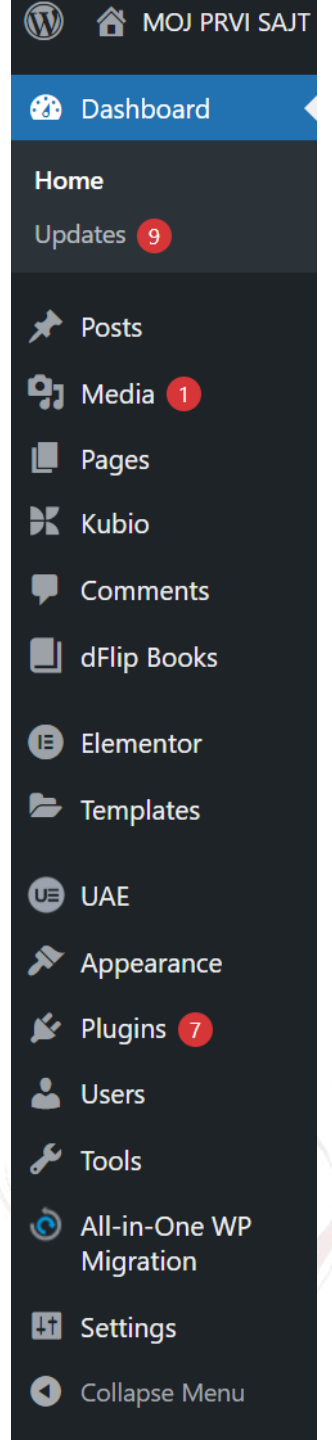 MOJ PRVI SAJT
Dashboard
Home
Updates 9
Posts
Media 1
Pages
Kubio
Comments
dFlip Books
Elementor
Templates
UAE
Appearance
Plugins 7
Users
Tools
All-in-One WP
Migration
Settings
Collapse Menu